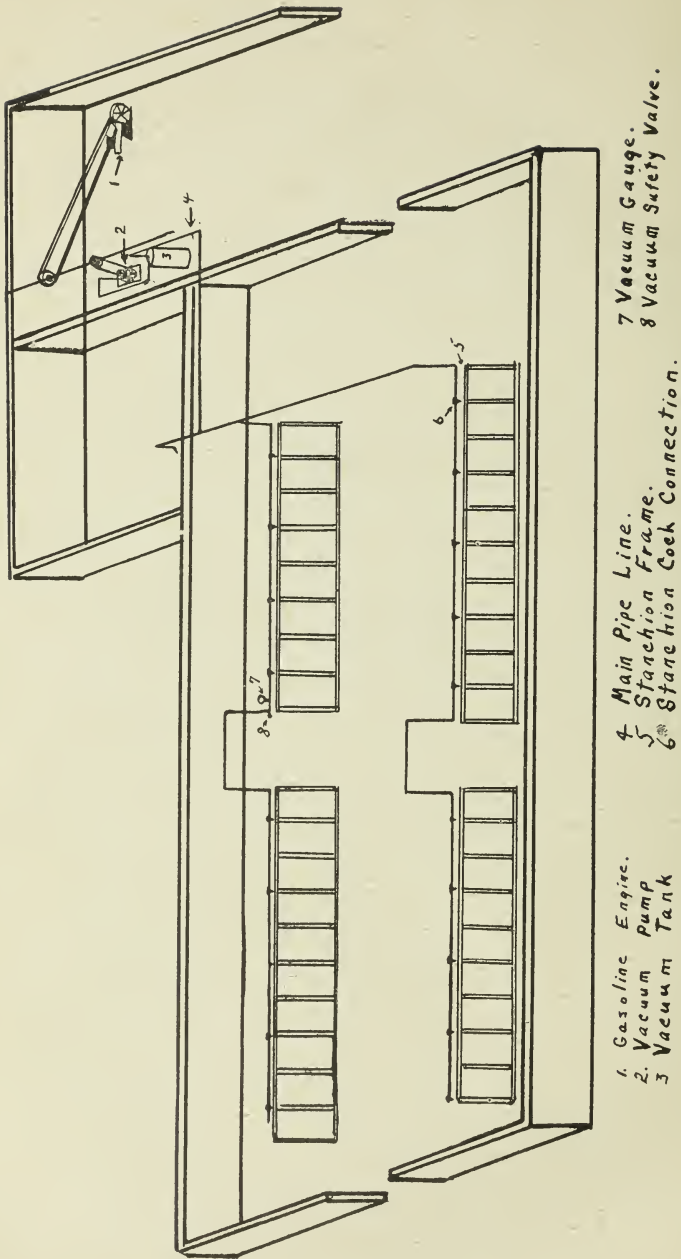 1
2
3
4
5
6
7
8
1. Gasoline Engine.
2. Vacuum Pump
3 Vacuum Tank
4 Main Pipe Line.
5 Stanchion Frame.
6 Stanchion Cock Connection.
7 Vacuum Gauge.
8 Vacuum Safety Valve.